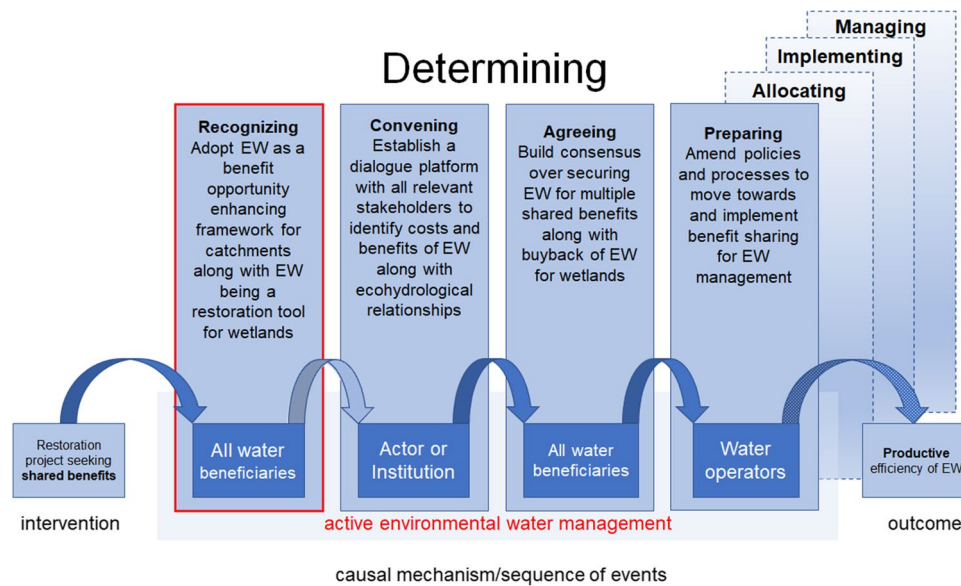 Managing
Implementing
Allocating
Determining
Recognizing
Adopt EW as a
benefit
opportunity
enhancing
framework for
catchments
along with EW
being a
restoration tool
for wetlands
Convening
Establish a
dialogue platform
with all relevant
stakeholders to
identify costs and
benefits of EW
along with
ecohydrological
relationships
Agreeing
Build consensus
over securing
EW for multiple
shared benefits
along with
buyback of EW
for wetlands
Preparing
Amend policies
and processes to
move towards
and implement
benefit sharing
for EW
management
Restoration
project seeking
shared benefits
All water
beneficiaries
Actor or
Institution
All water
beneficiaries
Water
operators
Productive
efficiency of EW
intervention
active environmental water management
outcome
causal mechanism/sequence of events